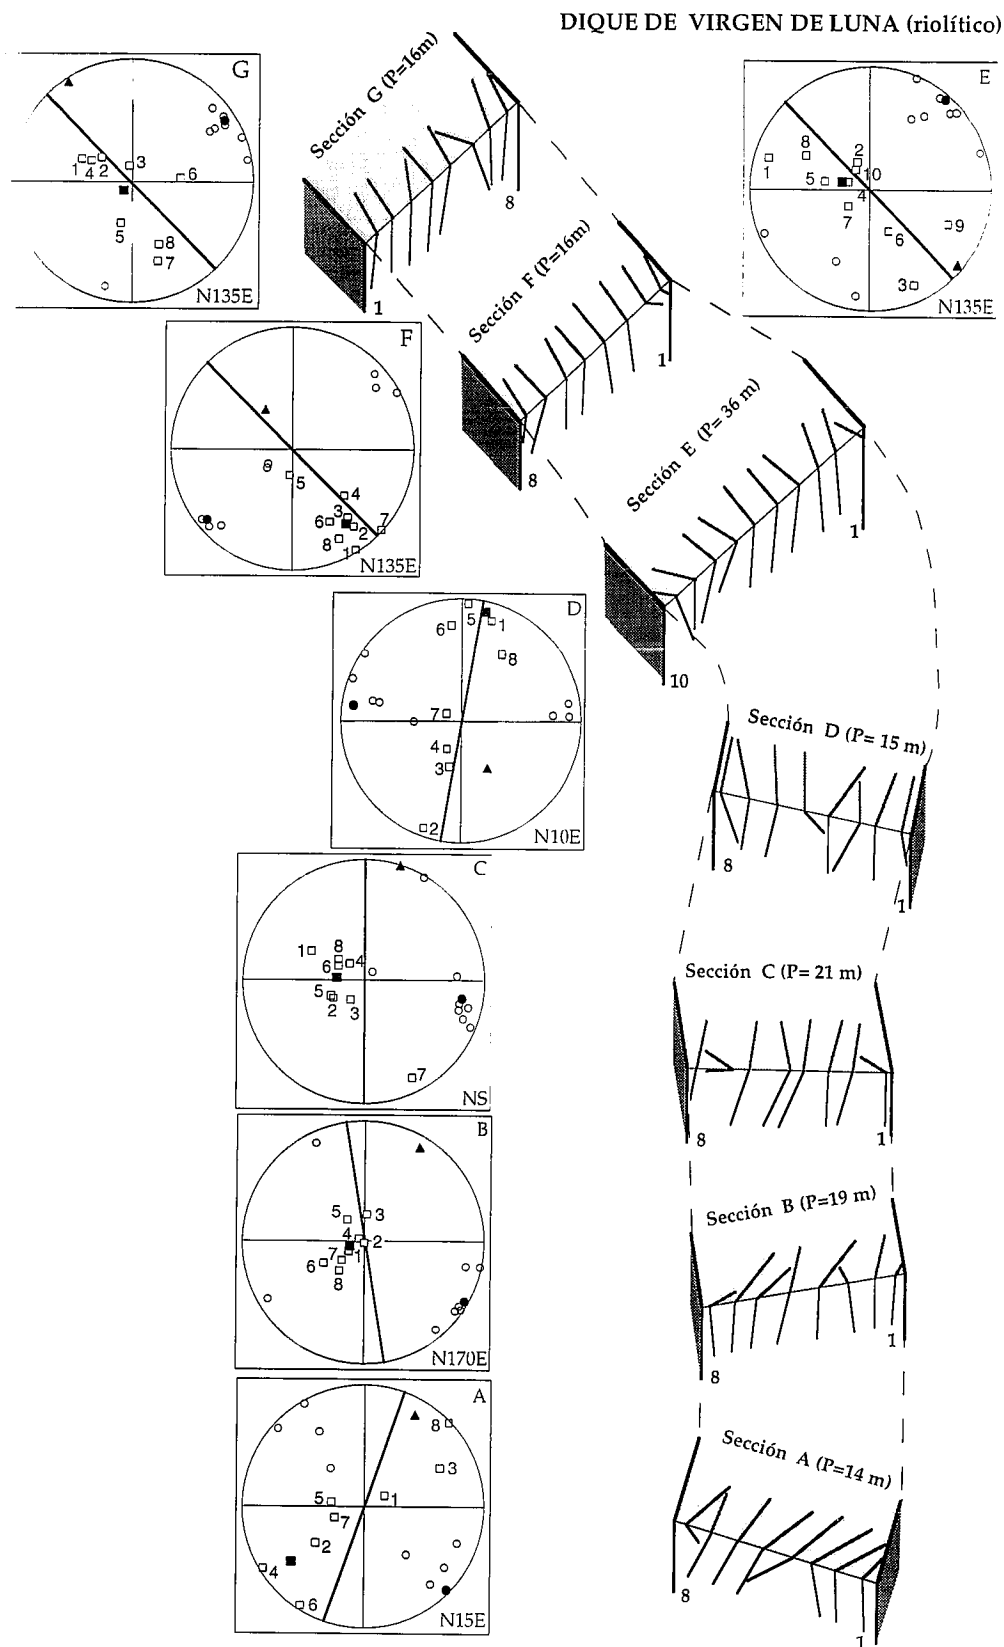 DIQUE DE VIRGEN DE LUNA (riolítico)
G
1 4 2 3
6
5
8
7
N135E
Sección G (P=16m)
8
1
E
8
1
2
5
10
4
7
6
9
3
N135E
Sección F (P=16m)
1
8
F
5
4
3
6
2
7
8
1
N135E
Sección E (P= 36 m)
1
10
D
6
5
1
8
7
4
3
2
N10E
Sección D (P= 15 m)
8
1
C
1
8
6
4
5
2
3
7
NS
Sección C (P= 21 m)
8
1
B
5
3
4
2
7
1
6
8
N170E
Sección B (P=19 m)
8
1
A
8
3
5
1
7
2
4
6
N15E
Sección A (P=14 m)
8
1